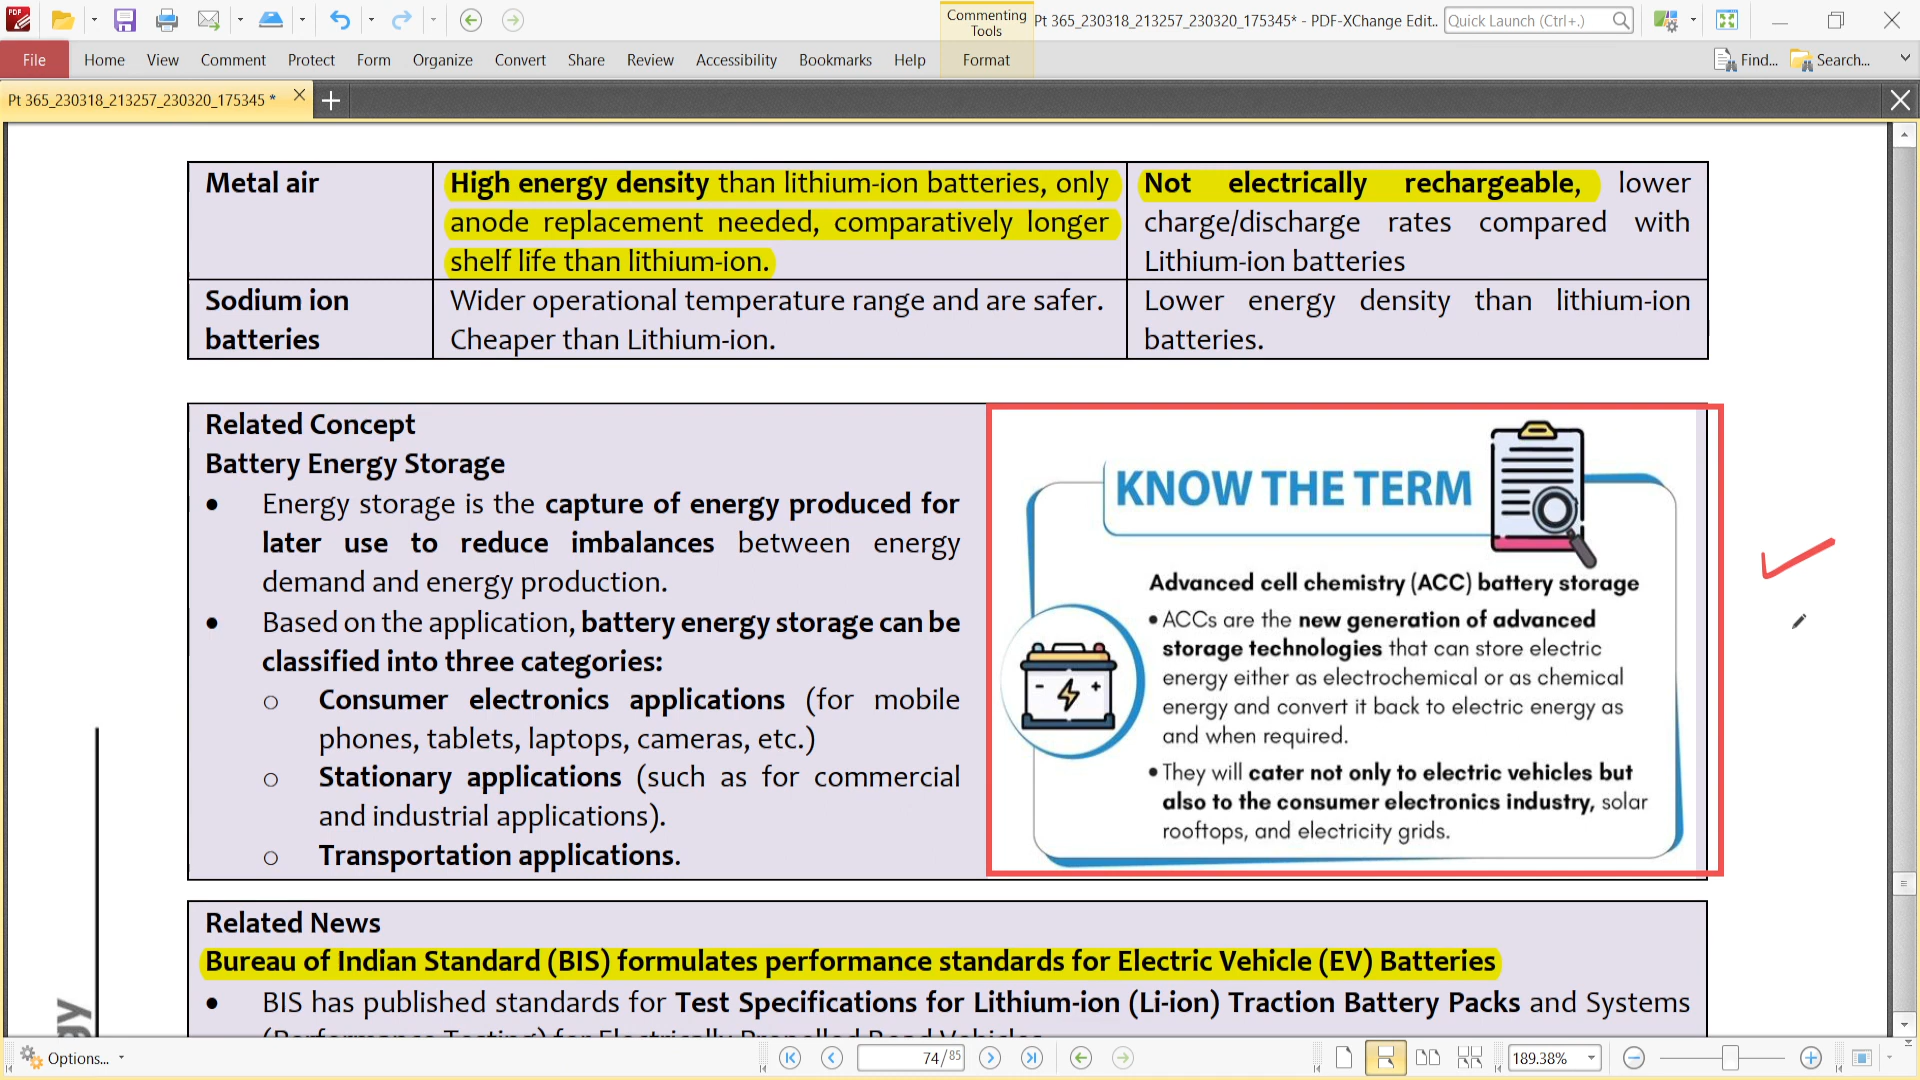 Commenting Tools
Pt 365_230318_213257_230320_175345* - PDF-XChange Edit..
Quick Launch (Ctrl+.)
File Home View Comment Protect Form Organize Convert Share Review Accessibility Bookmarks Help Format Find... Search...
Pt 365_230318_213257_230320_175345 *
Metal air
High energy density than lithium-ion batteries, only
anode replacement needed, comparatively longer
shelf life than lithium-ion.
Not electrically rechargeable, lower
charge/discharge rates compared with
Lithium-ion batteries
Sodium ion
batteries
Wider operational temperature range and are safer.
Cheaper than Lithium-ion.
Lower energy density than lithium-ion
batteries.
Related Concept
Battery Energy Storage
• Energy storage is the capture of energy produced for
later use to reduce imbalances between energy
demand and energy production.
• Based on the application, battery energy storage can be
classified into three categories:
o Consumer electronics applications (for mobile
phones, tablets, laptops, cameras, etc.)
o Stationary applications (such as for commercial
and industrial applications).
o Transportation applications.
KNOW THE TERM
Advanced cell chemistry (ACC) battery storage
• ACCs are the new generation of advanced
storage technologies that can store electric
energy either as electrochemical or as chemical
energy and convert it back to electric energy as
and when required.
• They will cater not only to electric vehicles but
also to the consumer electronics industry, solar
rooftops, and electricity grids.
Related News
Bureau of Indian Standard (BIS) formulates performance standards for Electric Vehicle (EV) Batteries
• BIS has published standards for Test Specifications for Lithium-ion (Li-ion) Traction Battery Packs and Systems
(Performance Testing) for Electrically Propelled Road Vehicles
gy
Options...
74/85
189.38%